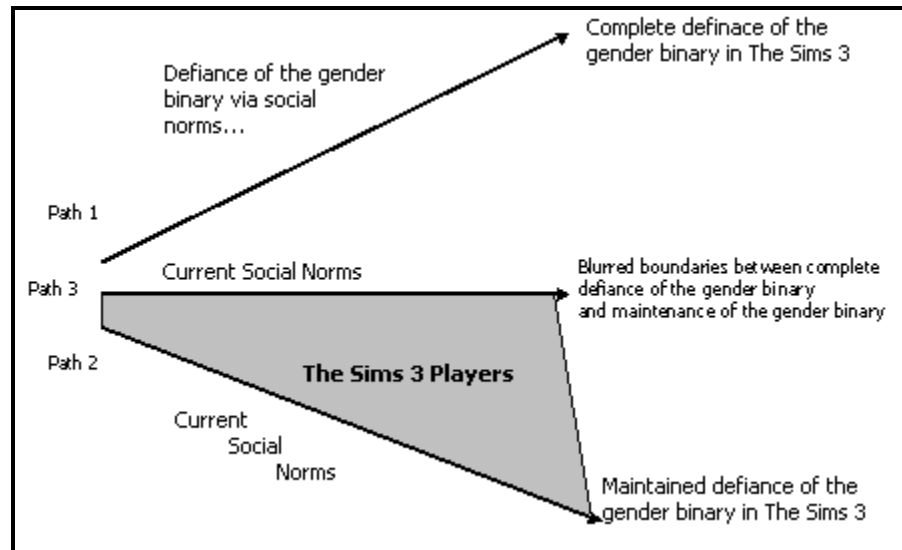 Complete definace of the
gender binary in The Sims 3
Defiance of the gender
binary via social
norms...
Path 1
Current Social Norms
Path 3
Blurred boundaries between complete
defiance of the gender binary
and maintenance of the gender binary
Path 2
The Sims 3 Players
Current
Social
Norms
Maintained defiance of the
gender binary in The Sims 3